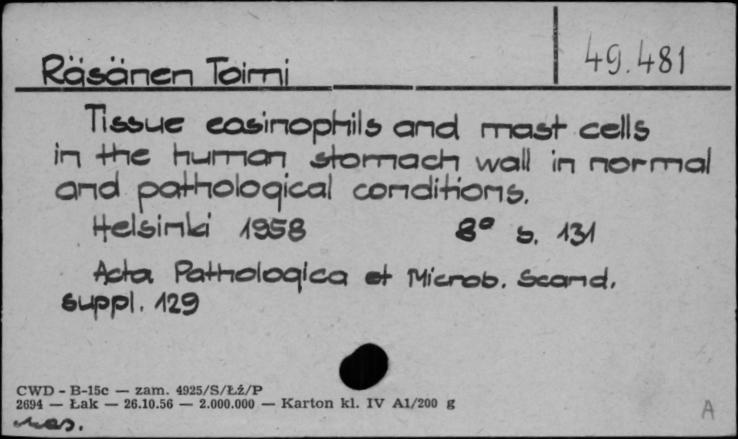 Räsänen Toimi
49.481
Tissue eosinophils and mast cells
in the human stomach wall in normal
and pathological conditions.
Helsinki 1958 8° s. 131
Acta Pathologica et Microb. Scand.
suppl. 129
CWD - B-15c — zam. 4925/S/Łż/P
2694 — Łak — 26.10.56 — 2.000.000 — Karton kl. IV A1/200 g
A